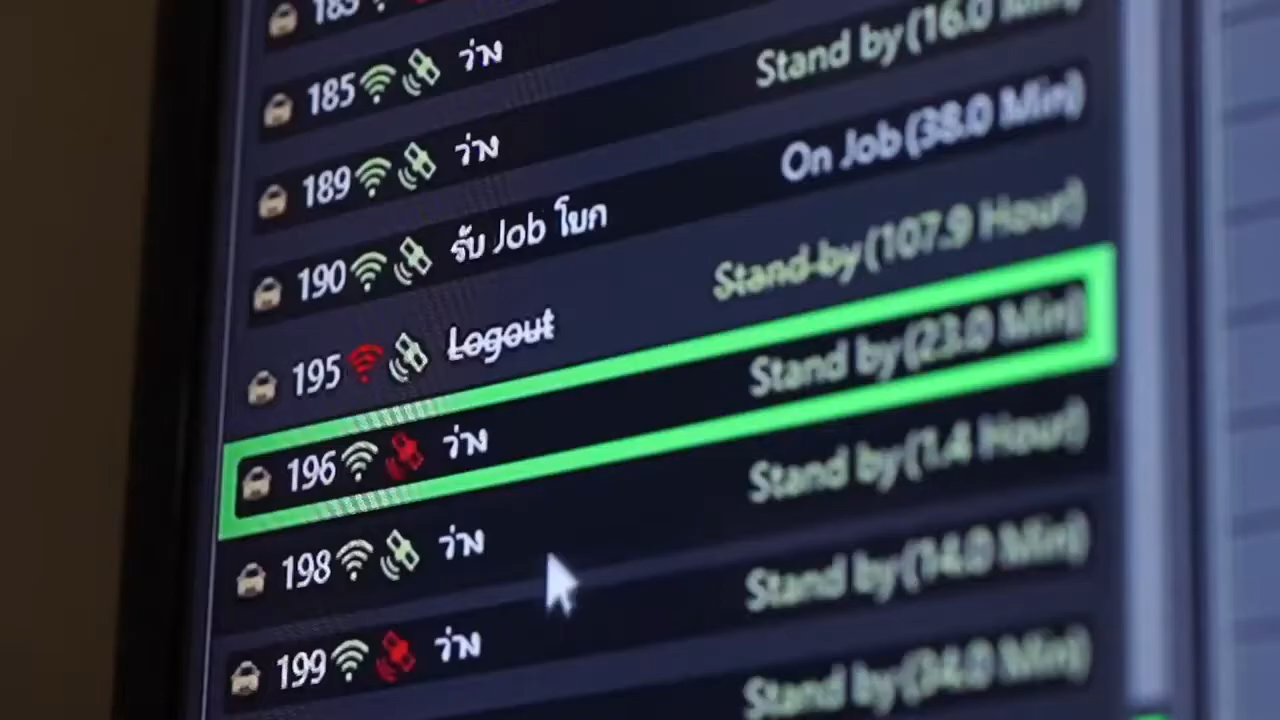 185 ว่าง
189 ว่าง Stand by (16.0 Min)
190 รับ Job โบก On Job (38.0 Min)
195 Logout Stand by (107.9 Hour)
196 ว่าง Stand by (23.0 Min)
198 ว่าง Stand by (1.4 Hour)
199 ว่าง Stand by (14.0 Min)
Stand by (34.0 Min)